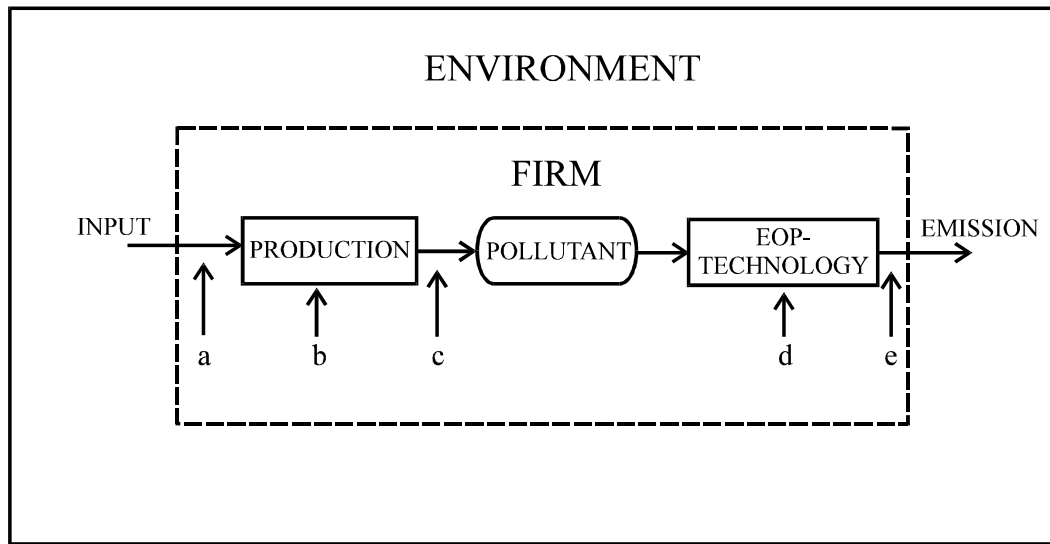 ENVIRONMENT
FIRM
INPUT
PRODUCTION
POLLUTANT
EOP-
TECHNOLOGY
EMISSION
a
b
c
d
e